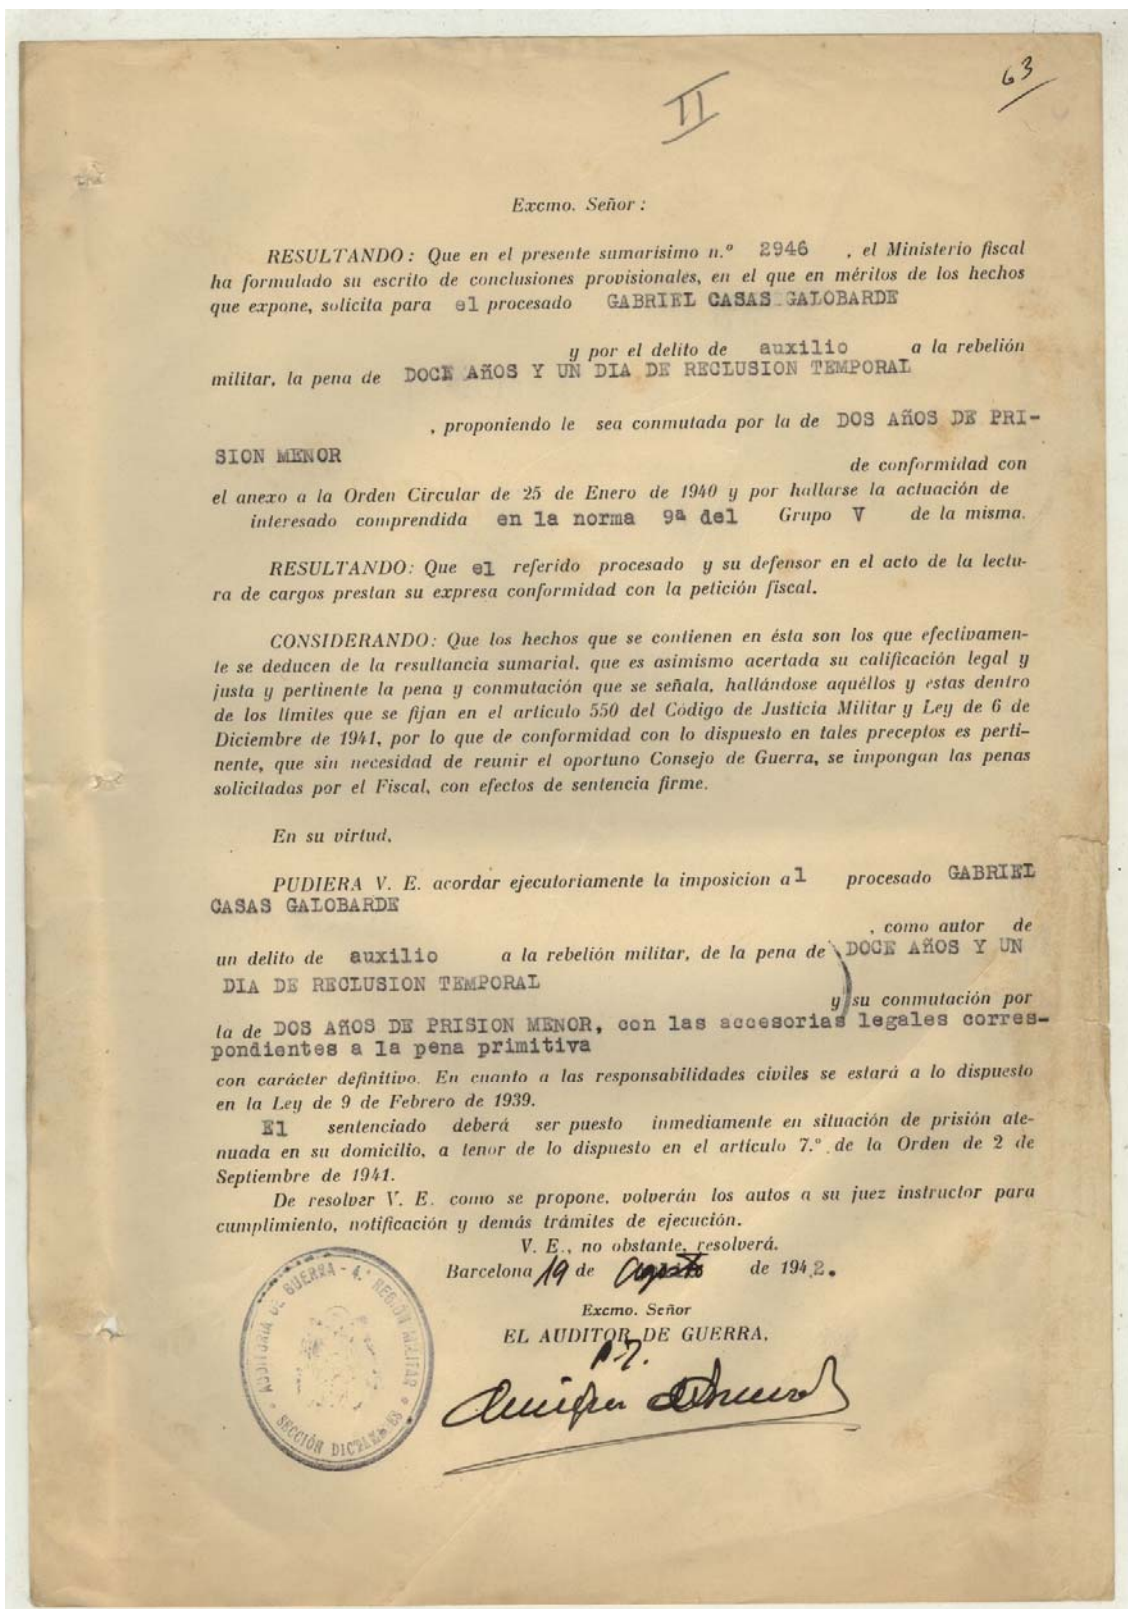 63
II
Excmo. Señor:
RESULTANDO: Que en el presente sumarísimo n.º 2946 , el Ministerio fiscal
ha formulado su escrito de conclusiones provisionales, en el que en méritos de los hechos
que expone, solicita para el procesado GABRIEL CASAS GALOBARDE
y por el delito de auxilio a la rebelión
militar, la pena de DOCE AÑOS Y UN DIA DE RECLUSION TEMPORAL
, proponiendo le sea conmutada por la de DOS AÑOS DE PRI-
SION MENOR
de conformidad con
el anexo a la Orden Circular de 25 de Enero de 1940 y por hallarse la actuación de
interesado comprendida en la norma 9ª del Grupo V de la misma.
RESULTANDO: Que el referido procesado y su defensor en el acto de la lectu-
ra de cargos prestan su expresa conformidad con la petición fiscal.
CONSIDERANDO: Que los hechos que se contienen en ésta son los que efectivamen-
te se deducen de la resultancia sumarial, que es asimismo acertada su calificación legal y
justa y pertinente la pena y conmutación que se señala, hallándose aquéllos y estas dentro
de los límites que se fijan en el artículo 550 del Código de Justicia Militar y Ley de 6 de
Diciembre de 1941, por lo que de conformidad con lo dispuesto en tales preceptos es perti-
nente, que sin necesidad de reunir el oportuno Consejo de Guerra, se impongan las penas
solicitadas por el Fiscal, con efectos de sentencia firme.
En su virtud,
PUDIERA V. E. acordar ejecutoriamente la imposicion al procesado GABRIEL
CASAS GALOBARDE
, como autor de
un delito de auxilio a la rebelión militar, de la pena de DOCE AÑOS Y UN
DIA DE RECLUSION TEMPORAL
y su conmutación por
la de DOS AÑOS DE PRISION MENOR, con las accesorias legales corres-
pondientes a la pena primitiva
con carácter definitivo. En cuanto a las responsabilidades civiles se estará a lo dispuesto
en la Ley de 9 de Febrero de 1939.
El sentenciado deberá ser puesto inmediatamente en situación de prisión ate-
nuada en su domicilio, a tenor de lo dispuesto en el artículo 7.º de la Orden de 2 de
Septiembre de 1941.
De resolver V. E. como se propone, volverán los autos a su juez instructor para
cumplimiento, notificación y demás trámites de ejecución.
V. E., no obstante, resolverá.
Barcelona 19 de Agosto de 1942.
Excmo. Señor
EL AUDITOR DE GUERRA,
AUDITORIA DE GUERRA - 4.ª REGION MILITAR
SECCIÓN DICTAMENES